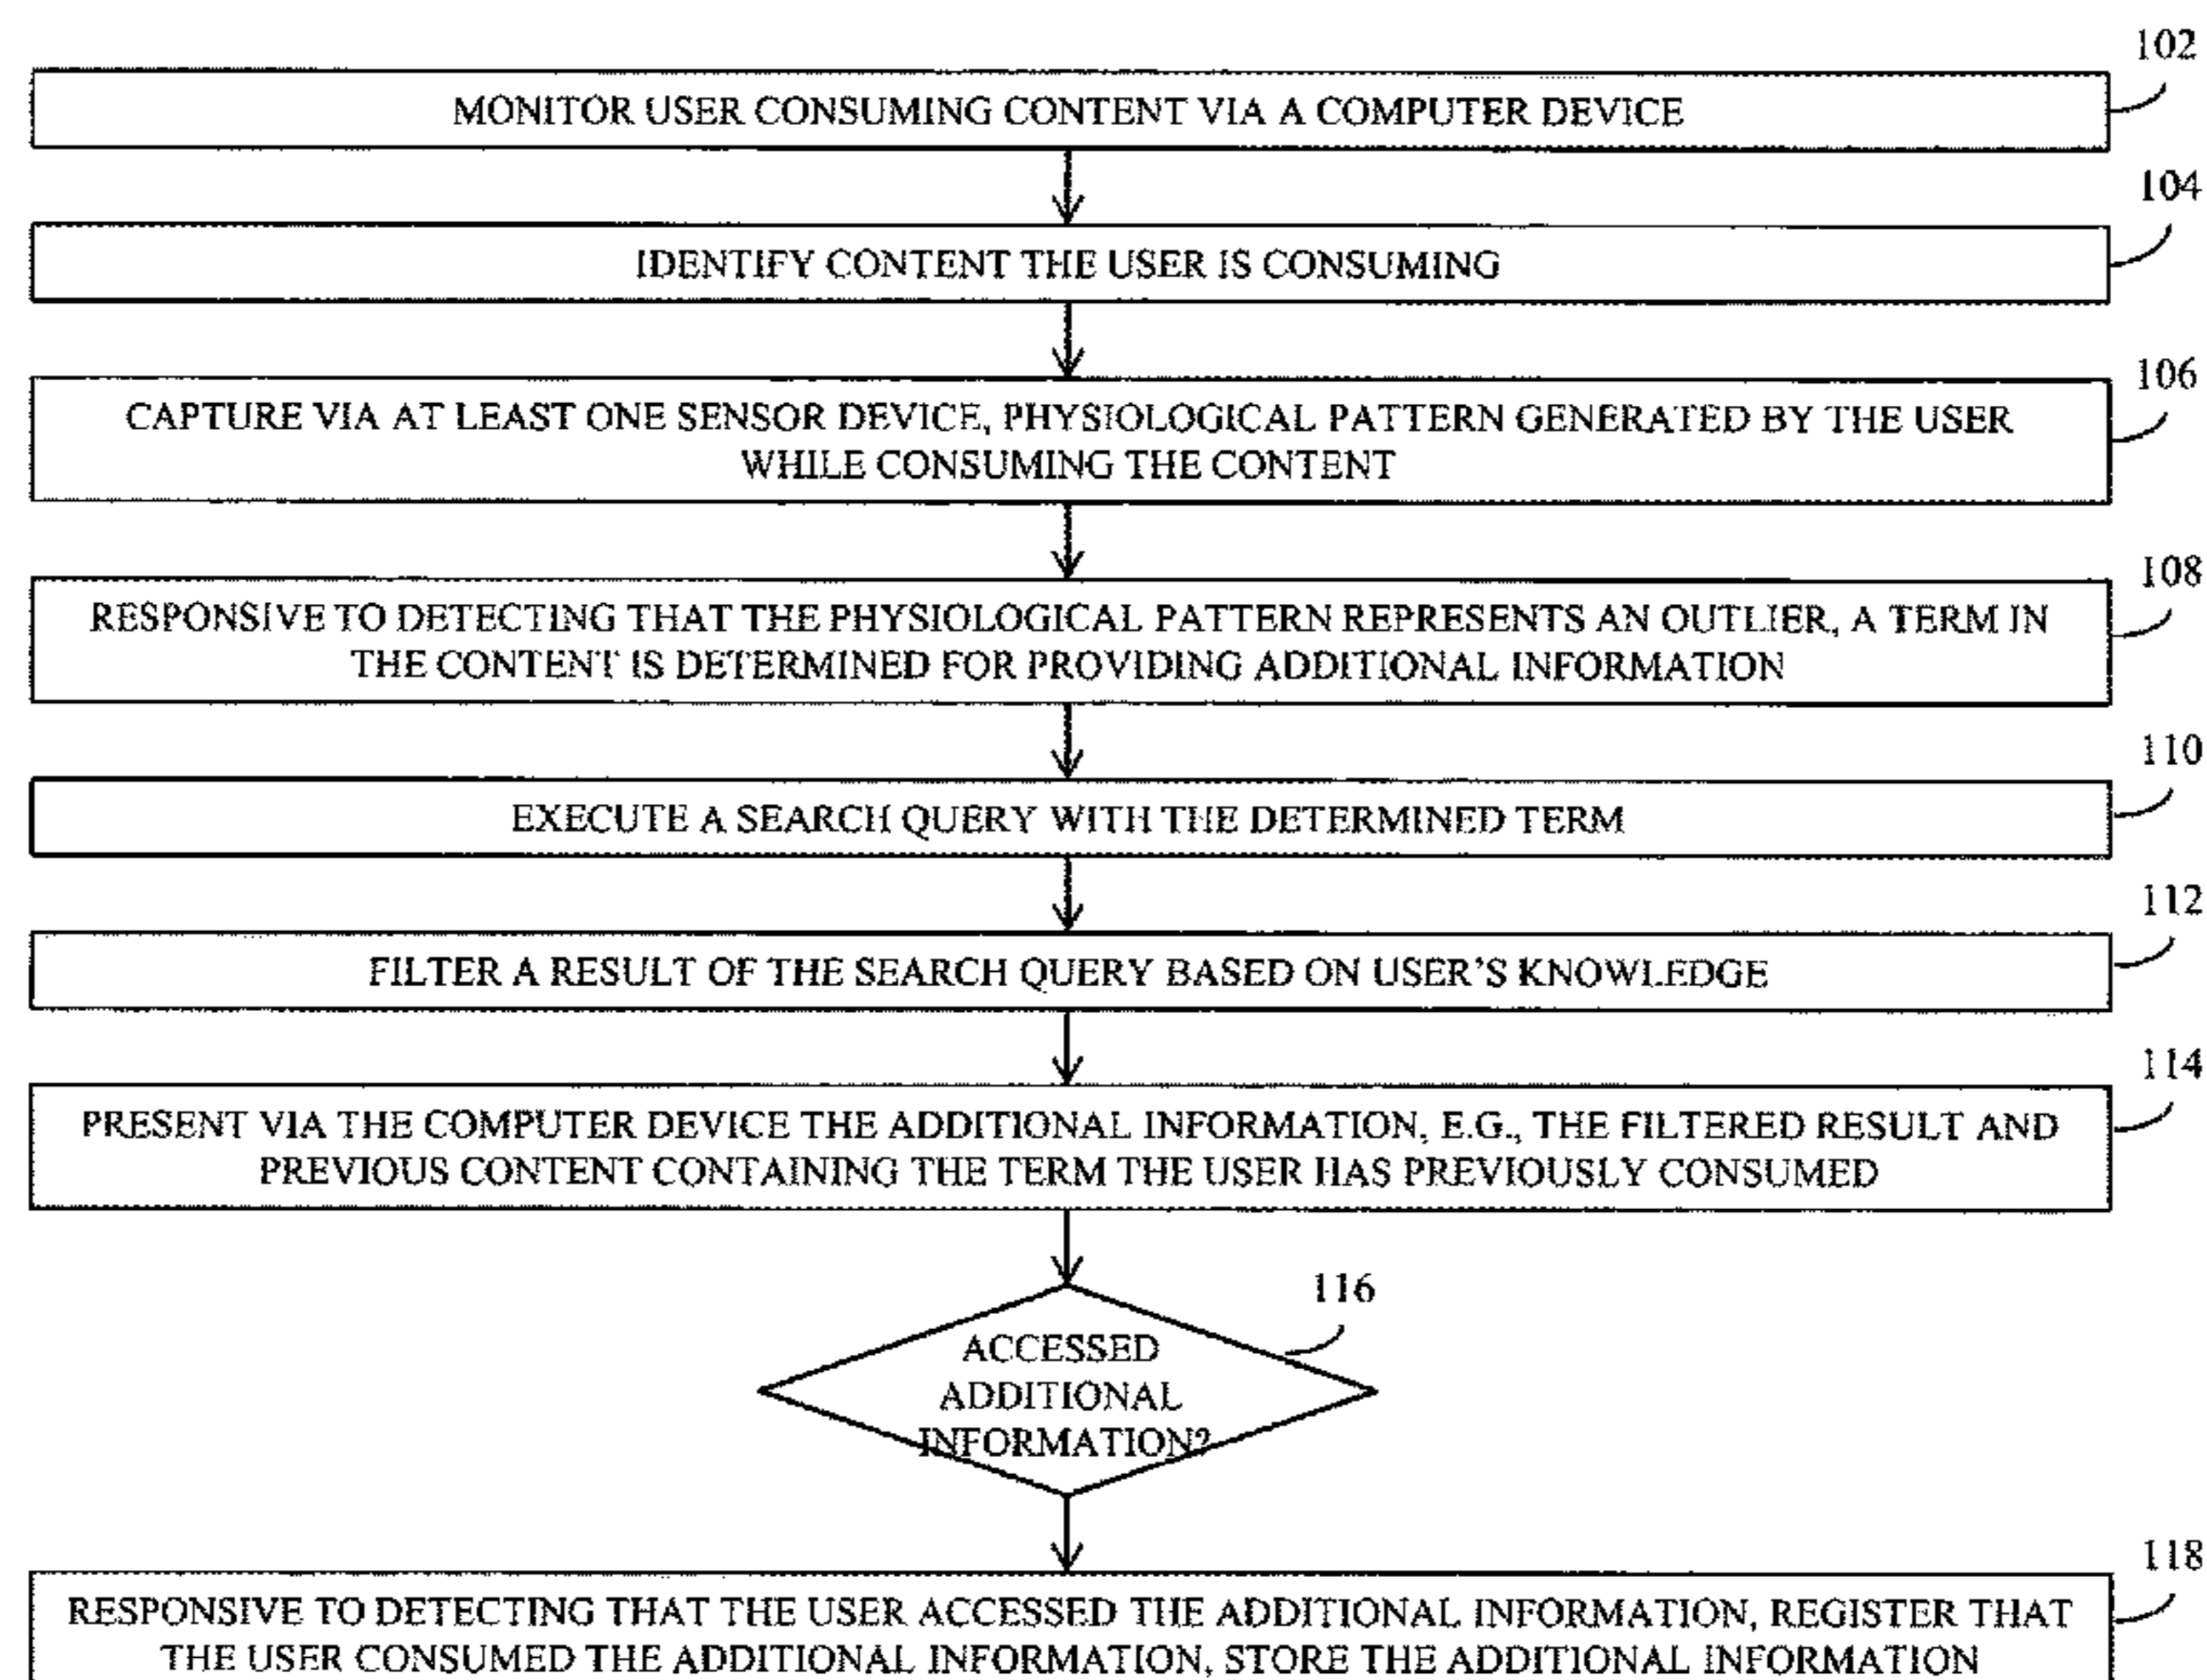 102
MONITOR USER CONSUMING CONTENT VIA A COMPUTER DEVICE
104
IDENTIFY CONTENT THE USER IS CONSUMING
106
CAPTURE VIA AT LEAST ONE SENSOR DEVICE, PHYSIOLOGICAL PATTERN GENERATED BY THE USER
WHILE CONSUMING THE CONTENT
108
RESPONSIVE TO DETECTING THAT THE PHYSIOLOGICAL PATTERN REPRESENTS AN OUTLIER, A TERM IN
THE CONTENT IS DETERMINED FOR PROVIDING ADDITIONAL INFORMATION
110
EXECUTE A SEARCH QUERY WITH THE DETERMINED TERM
112
FILTER A RESULT OF THE SEARCH QUERY BASED ON USER'S KNOWLEDGE
114
PRESENT VIA THE COMPUTER DEVICE THE ADDITIONAL INFORMATION, E.G., THE FILTERED RESULT AND
PREVIOUS CONTENT CONTAINING THE TERM THE USER HAS PREVIOUSLY CONSUMED
116
ACCESSED
ADDITIONAL
INFORMATION?
118
RESPONSIVE TO DETECTING THAT THE USER ACCESSED THE ADDITIONAL INFORMATION, REGISTER THAT
THE USER CONSUMED THE ADDITIONAL INFORMATION, STORE THE ADDITIONAL INFORMATION